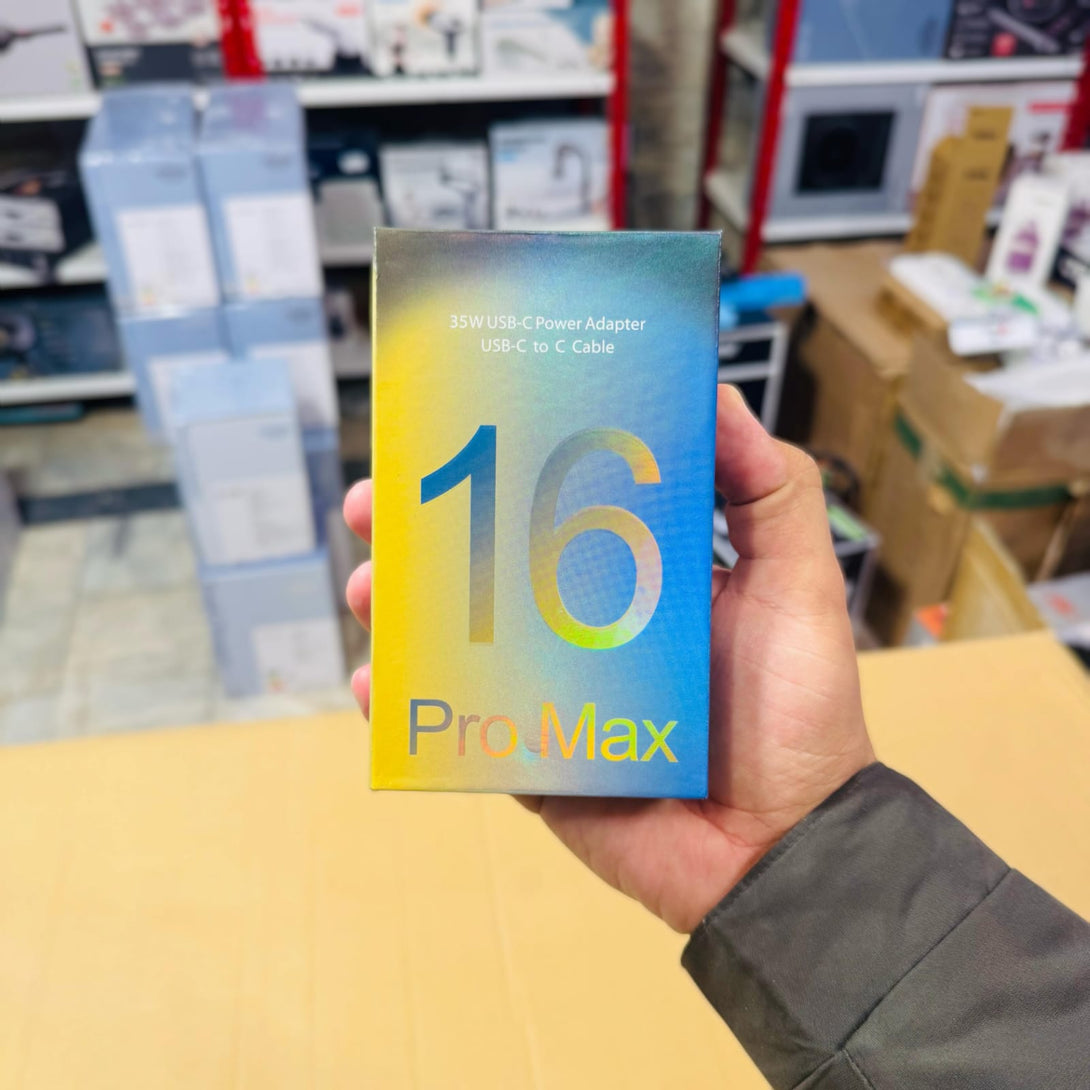 35W USB-C Power Adapter
USB-C to C Cable
16
Pro Max